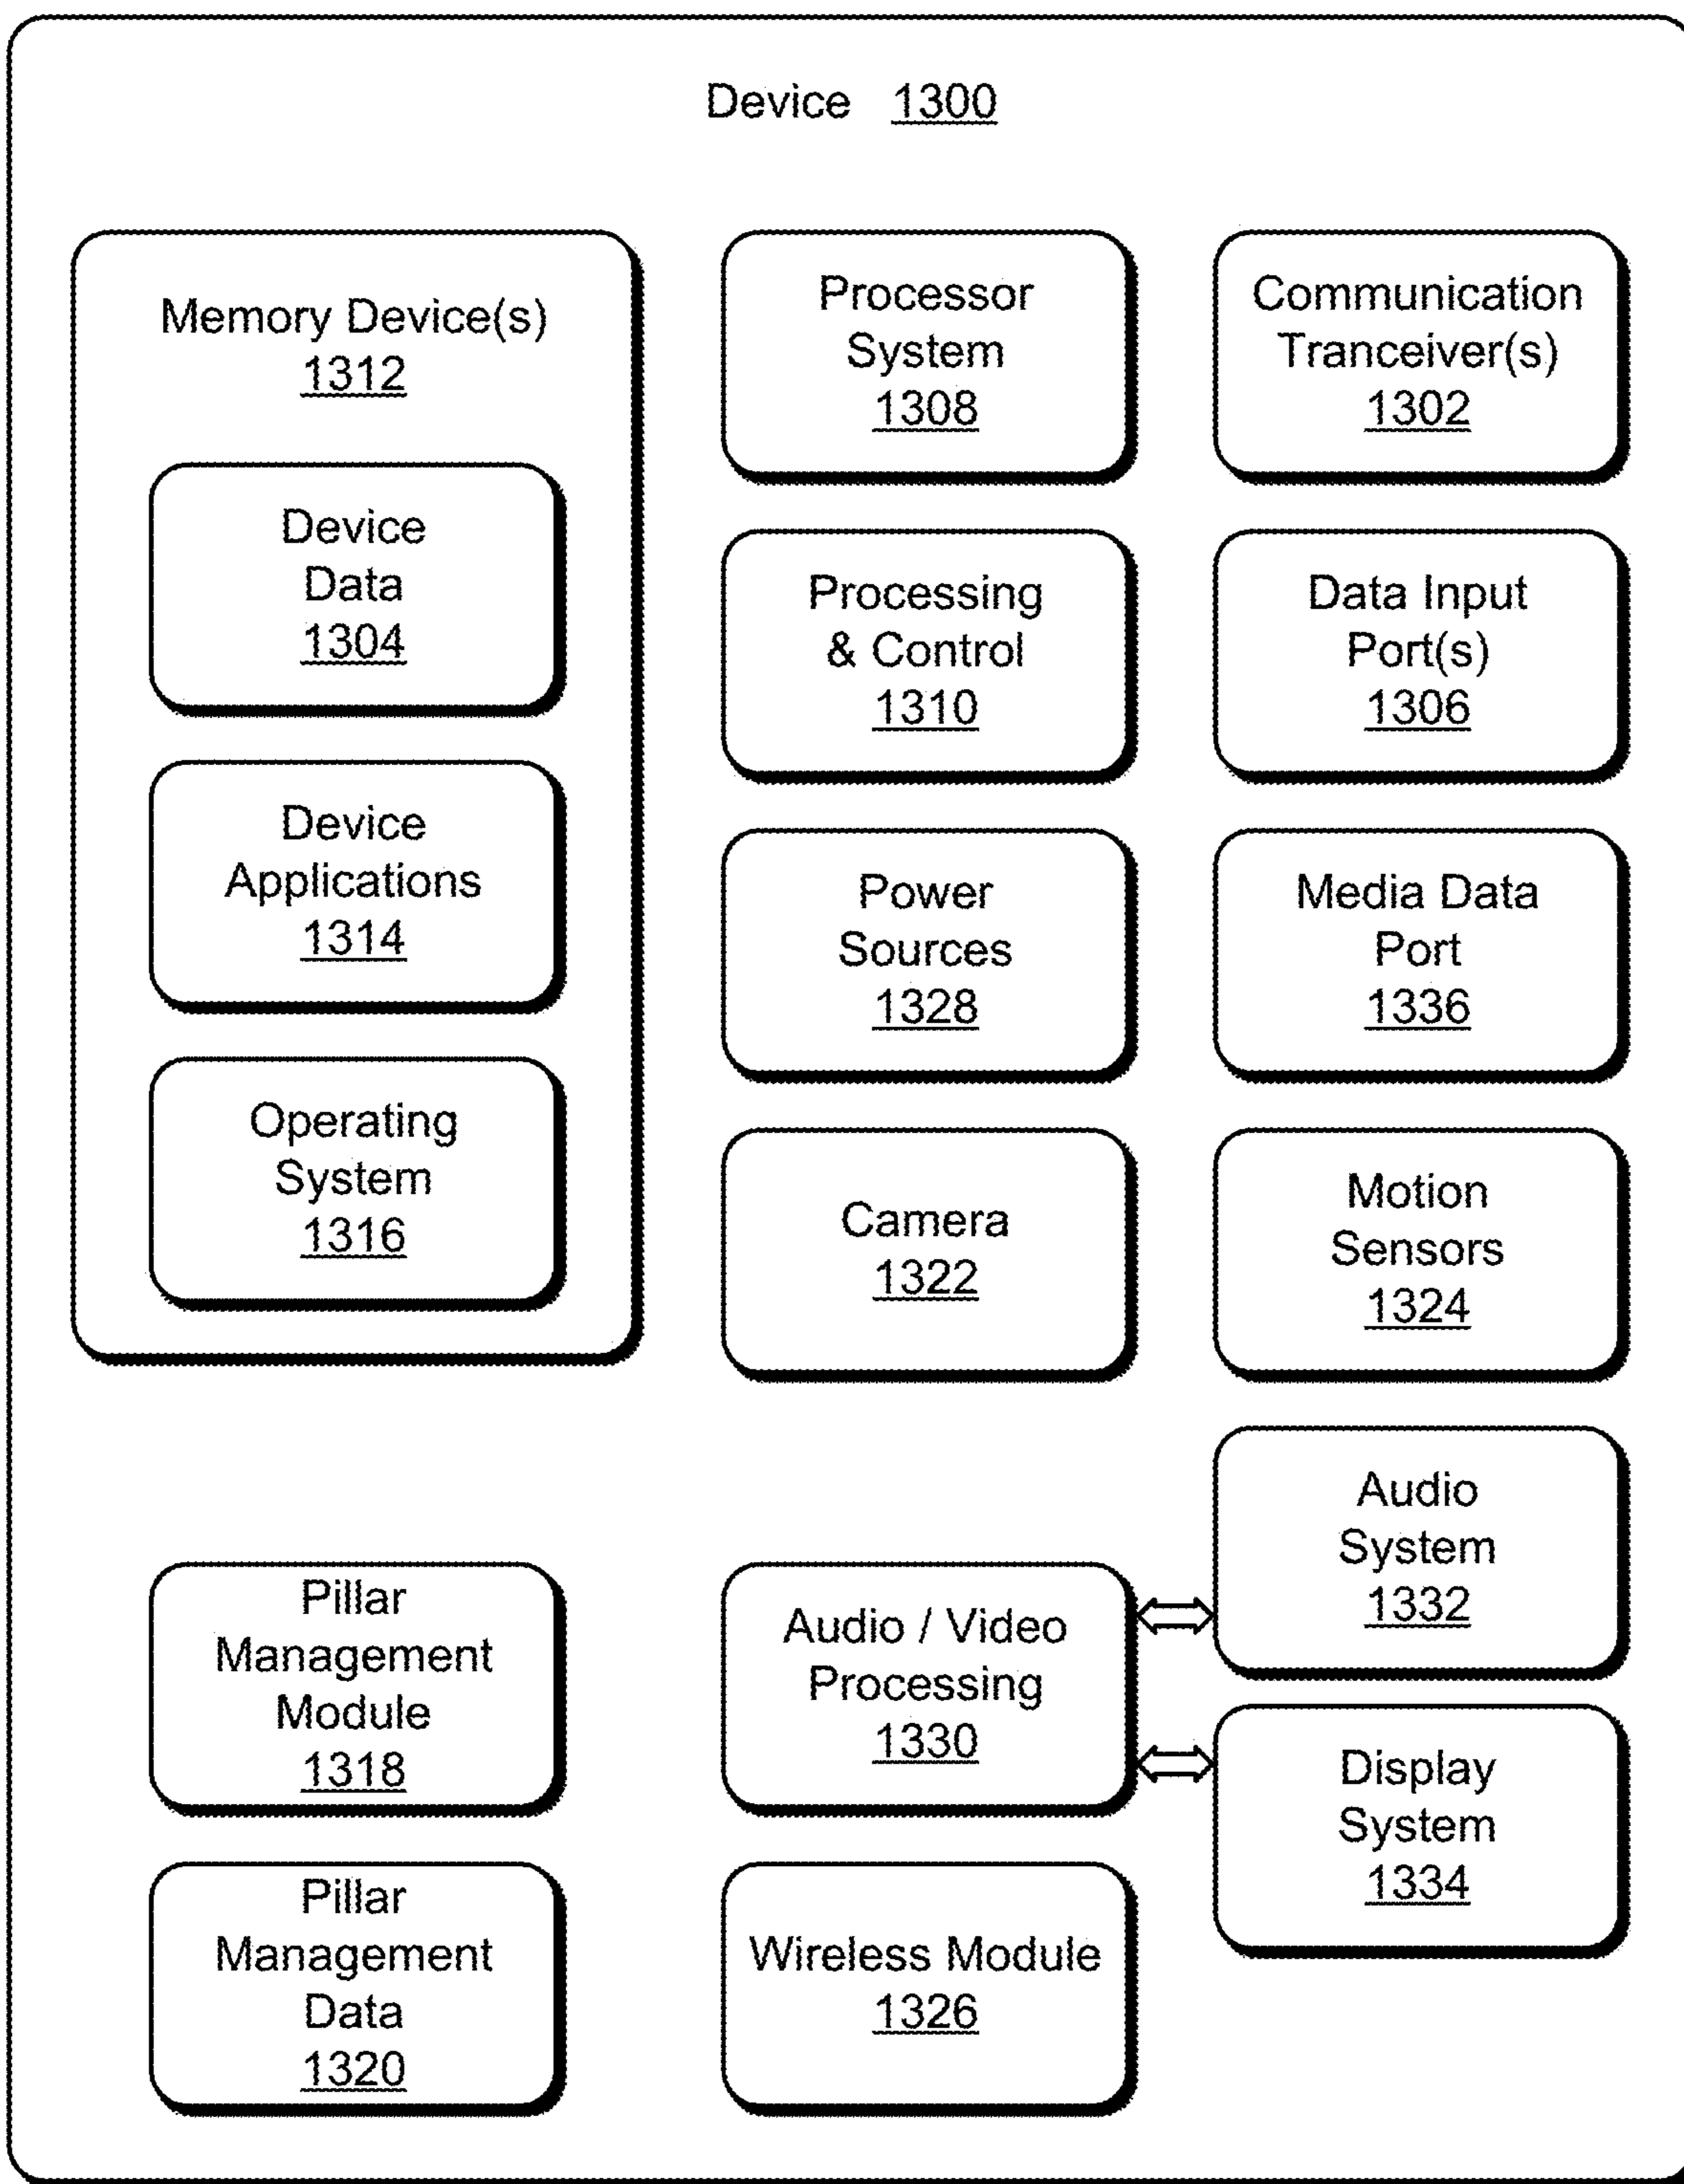 Device 1300
Memory Device(s)
1312
Device
Data
1304
Device
Applications
1314
Operating
System
1316
Pillar
Management
Module
1318
Pillar
Management
Data
1320
Processor
System
1308
Processing
& Control
1310
Power
Sources
1328
Camera
1322
Audio / Video
Processing
1330
Wireless Module
1326
Communication
Tranceiver(s)
1302
Data Input
Port(s)
1306
Media Data
Port
1336
Motion
Sensors
1324
Audio
System
1332
Display
System
1334